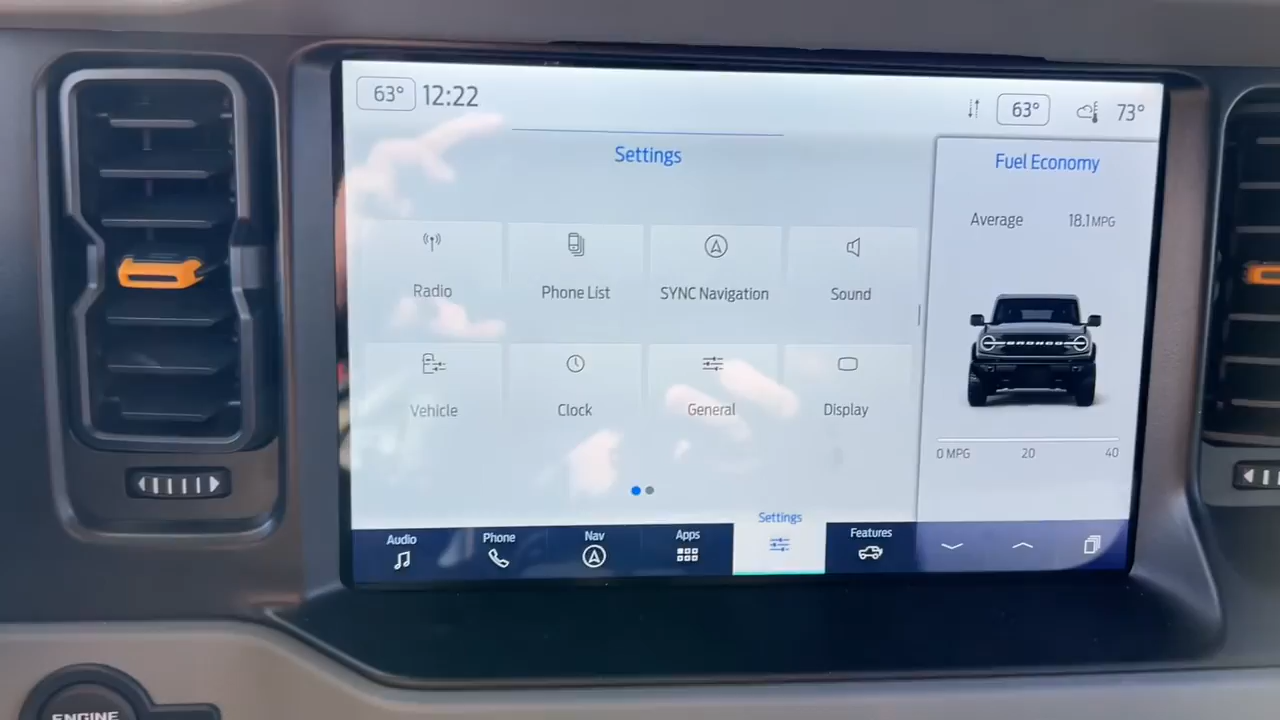 63° 12:22
63° 73°
Settings
Fuel Economy
Average 18.1 MPG
Radio
Phone List
SYNC Navigation
Sound
BRONCO
Vehicle
Clock
General
Display
0 MPG 20 40
Audio
Phone
Nav
Apps
Settings
Features
ENGINE